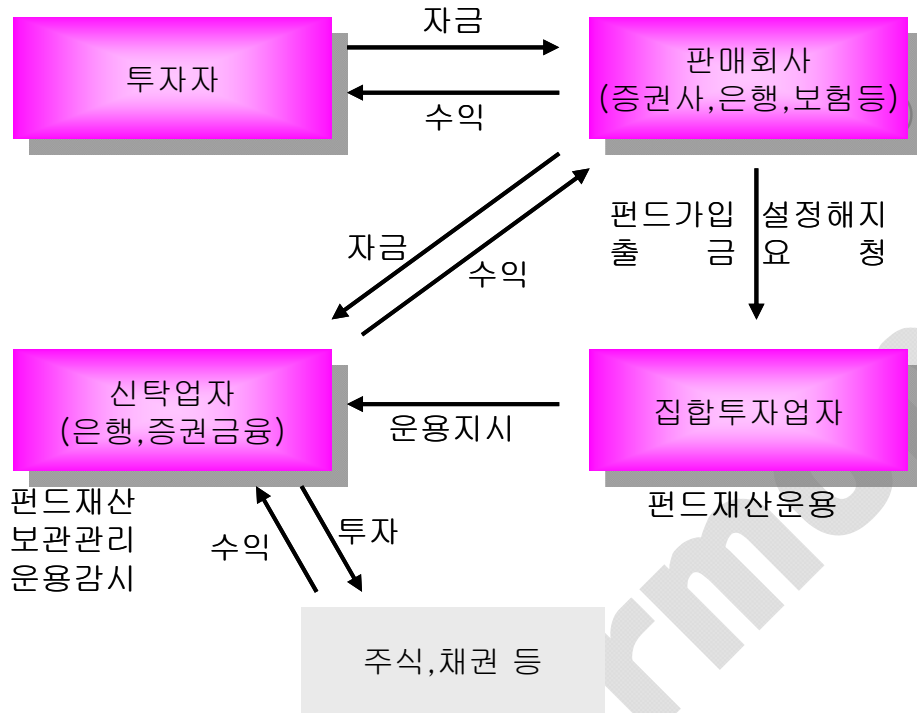 자금
투자자
판매회사
(증권사,은행,보험등)
수익
펀드가입
출 금
설정해지
요 청
자금
수익
신탁업자
(은행,증권금융)
운용지시
집합투자업자
펀드재산
보관관리
운용감시
펀드재산운용
수익
투자
주식,채권 등